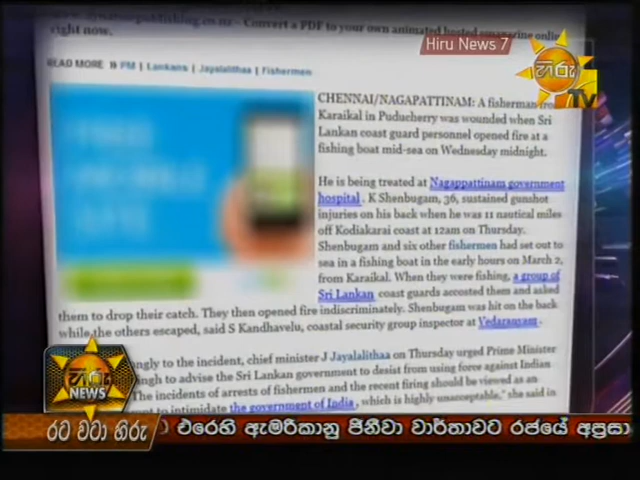 Convert a PDF to your own animated hosted
right now.
Hiru News 7
හිරු
TV
READ MORE PM | Lankans | Jayalalithaa | Fishermen
CHENNAI/NAGAPATTINAM: A fisherman from
Karaikal in Puducherry was wounded when Sri
Lankan coast guard personnel opened fire at a
fishing boat mid-sea on Wednesday midnight.
He is being treated at Nagappattinam government
hospital. K Shenbugam, 36, sustained gunshot
injuries on his back when he was 11 nautical miles
off Kodiakarai coast at 12am on Thursday.
Shenbugam and six other fishermen had set out to
sea in a fishing boat in the early hours on March 2,
from Karaikal. When they were fishing, a group of
Sri Lankan coast guards accosted them and asked
them to drop their catch. They then opened fire indiscriminately. Shenbugam was hit on the back
while the others escaped, said S Kandhavelu, coastal security group inspector at Vedaranyam.
ngly to the incident, chief minister J Jayalalithaa on Thursday urged Prime Minister
ingh to advise the Sri Lankan government to desist from using force against Indian
The incidents of arrests of fishermen and the recent firing should be viewed as an
pt to intimidate the government of India, which is highly unacceptable," she said in
හිරු
NEWS
රට වටා හිරු
එරෙහි ඇමරිකානු ජිනීවා වාර්තාවට රජයේ අප්‍රසා